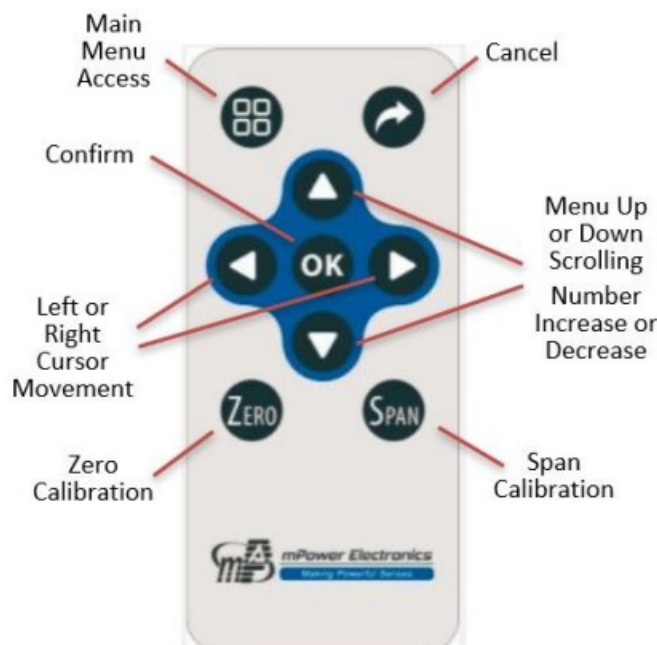 Main
Menu
Access
Cancel
Confirm
Menu Up
or Down
Scrolling
OK
Number
Increase or
Decrease
Left or
Right
Cursor
Movement
ZERO
SPAN
Zero
Calibration
Span
Calibration
mPower Electronics
Making Powerful Senses